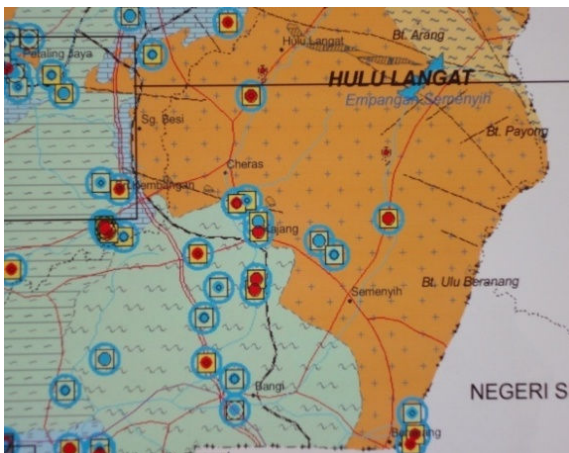 Petaling Jaya
Hulu Langat
Bt. Arang
HULU LANGAT
Empangan Semenyih
Sg. Besi
Bt. Payong
Cheras
Kajang
Bt. Ulu Beranang
Semenyih
Bangi
NEGERI S